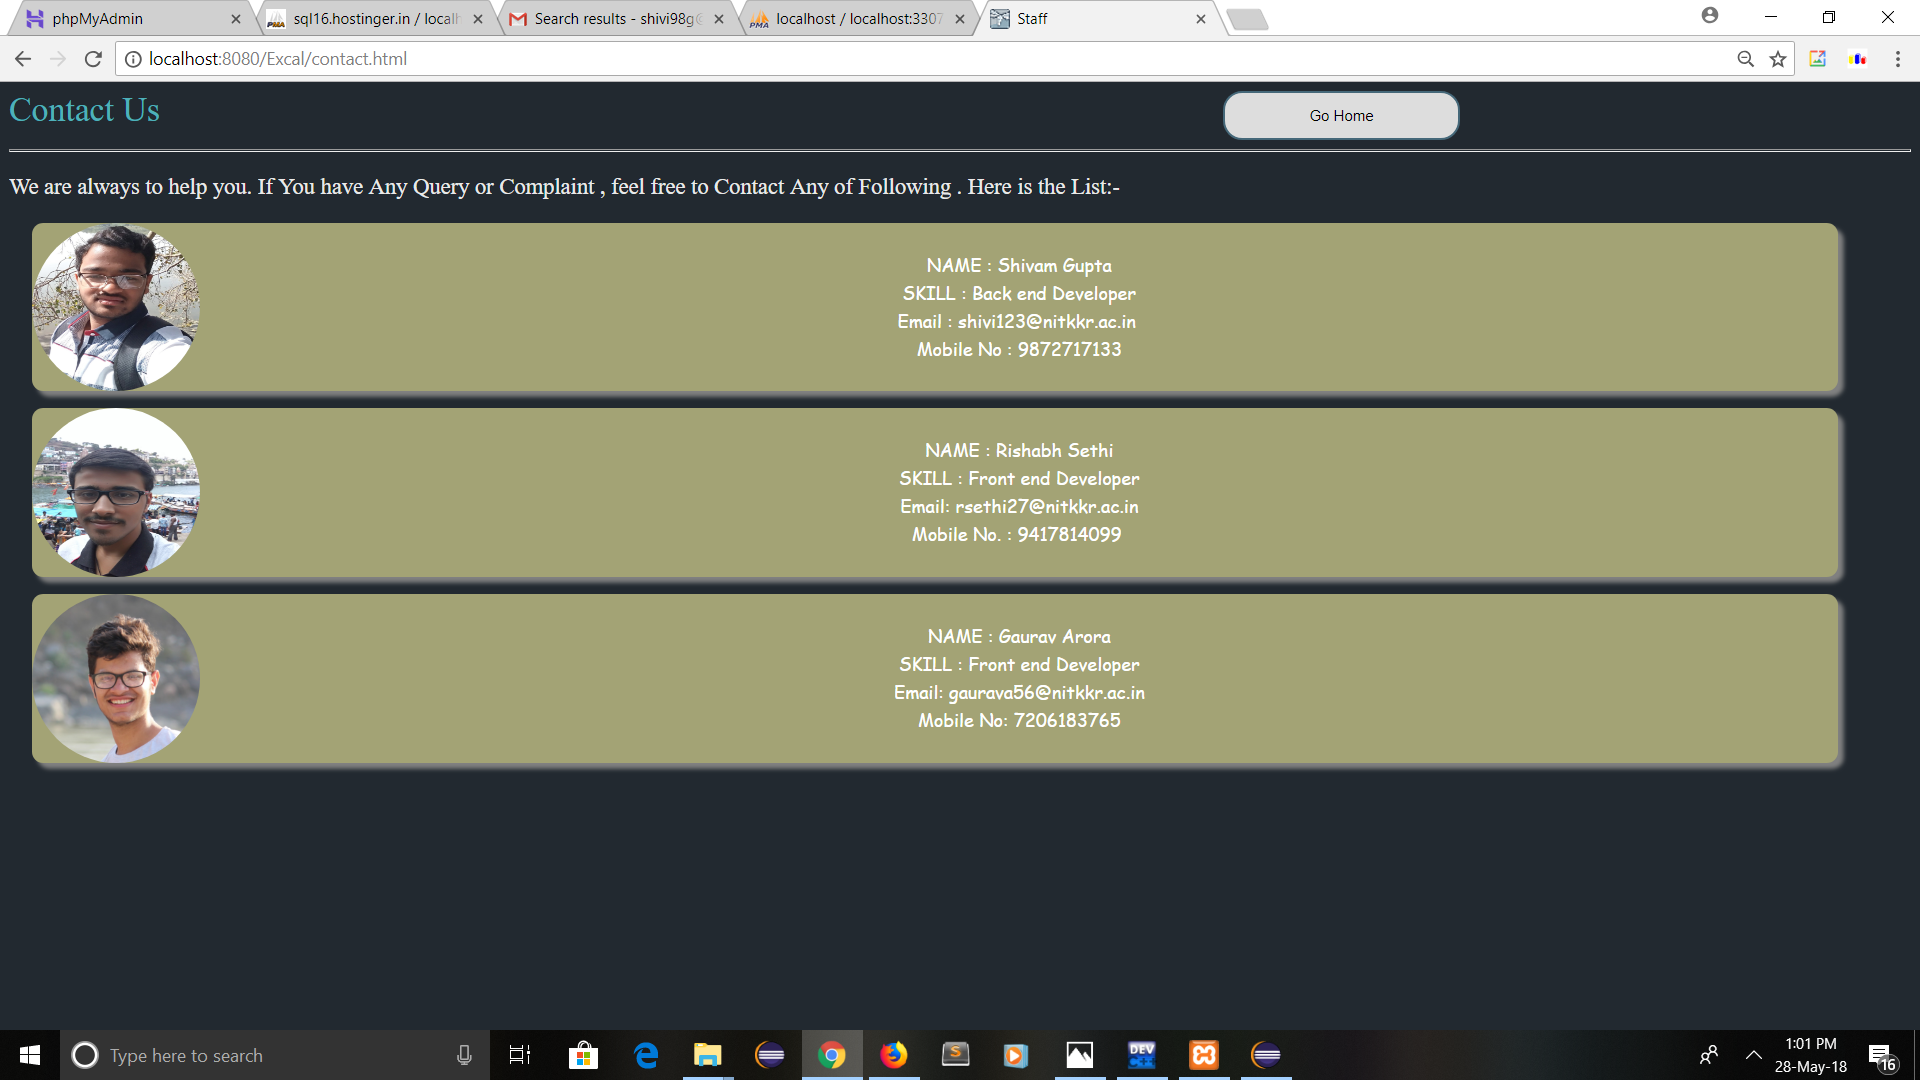 phpMyAdmin
sql16.hostinger.in / localh
Search results - shivi98g@
localhost / localhost:3307
Staff
localhost:8080/Excal/contact.html
Contact Us
Go Home
We are always to help you. If You have Any Query or Complaint , feel free to Contact Any of Following . Here is the List:-
NAME : Shivam Gupta
SKILL : Back end Developer
Email : shivi123@nitkkr.ac.in
Mobile No : 9872717133
NAME : Rishabh Sethi
SKILL : Front end Developer
Email: rsethi27@nitkkr.ac.in
Mobile No. : 9417814099
NAME : Gaurav Arora
SKILL : Front end Developer
Email: gaurava56@nitkkr.ac.in
Mobile No: 7206183765
Type here to search
DEV
C++
1:01 PM
28-May-18
16